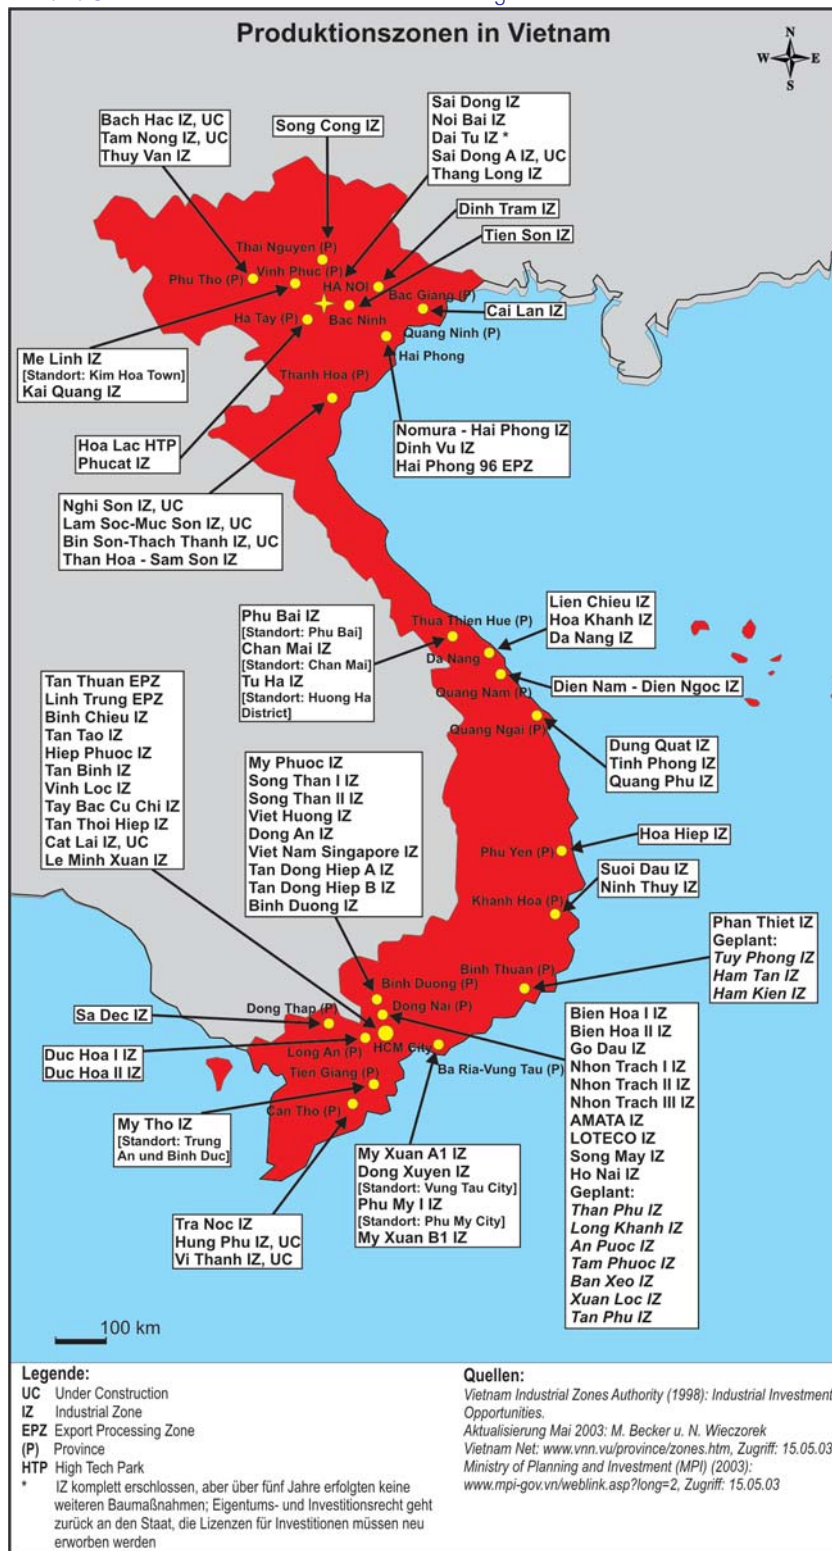 Produktionszonen in Vietnam
N
W E
S
Bach Hac IZ, UC
Tam Nong IZ, UC
Thuy Van IZ
Song Cong IZ
Sai Dong IZ
Noi Bai IZ
Dai Tu IZ *
Sai Dong A IZ, UC
Thang Long IZ
Dinh Tram IZ
Tien Son IZ
Thai Nguyen (P)
Phu Tho (P)
Vinh Phuc (P)
HA NOI
Bac Giang (P)
Cai Lan IZ
Ha Tay (P)
Bac Ninh
Quang Ninh (P)
Hai Phong
Me Linh IZ
[Standort: Kim Hoa Town]
Kai Quang IZ
Thanh Hoa (P)
Hoa Lac HTP
Phucat IZ
Nomura - Hai Phong IZ
Dinh Vu IZ
Hai Phong 96 EPZ
Nghi Son IZ, UC
Lam Soc-Muc Son IZ, UC
Bin Son-Thach Thanh IZ, UC
Than Hoa - Sam Son IZ
Phu Bai IZ
[Standort: Phu Bai]
Chan Mai IZ
[Standort: Chan Mai]
Tu Ha IZ
[Standort: Huong Ha
District]
Thua Thien Hue (P)
Da Nang
Lien Chieu IZ
Hoa Khanh IZ
Da Nang IZ
Quang Nam (P)
Dien Nam - Dien Ngoc IZ
Quang Ngai (P)
Dung Quat IZ
Tinh Phong IZ
Quang Phu IZ
Tan Thuan EPZ
Linh Trung EPZ
Binh Chieu IZ
Tan Tao IZ
Hiep Phuoc IZ
Tan Binh IZ
Vinh Loc IZ
Tay Bac Cu Chi IZ
Tan Thoi Hiep IZ
Cat Lai IZ, UC
Le Minh Xuan IZ
My Phuoc IZ
Song Than I IZ
Song Than II IZ
Viet Huong IZ
Dong An IZ
Viet Nam Singapore IZ
Tan Dong Hiep A IZ
Tan Dong Hiep B IZ
Binh Duong IZ
Phu Yen (P)
Hoa Hiep IZ
Suoi Dau IZ
Ninh Thuy IZ
Khanh Hoa (P)
Phan Thiet IZ
Geplant:
Tuy Phong IZ
Ham Tan IZ
Ham Kien IZ
Binh Thuan (P)
Binh Duong (P)
Dong Nai (P)
Dong Thap (P)
Sa Dec IZ
Long An (P)
HCM City
Duc Hoa I IZ
Duc Hoa II IZ
Tien Giang (P)
Ba Ria-Vung Tau (P)
Can Tho (P)
My Tho IZ
[Standort: Trung
An und Binh Duc]
Bien Hoa I IZ
Bien Hoa II IZ
Go Dau IZ
Nhon Trach I IZ
Nhon Trach II IZ
Nhon Trach III IZ
AMATA IZ
LOTECO IZ
Song May IZ
Ho Nai IZ
Geplant:
Than Phu IZ
Long Khanh IZ
An Puoc IZ
Tam Phuoc IZ
Ban Xeo IZ
Xuan Loc IZ
Tan Phu IZ
My Xuan A1 IZ
Dong Xuyen IZ
[Standort: Vung Tau City]
Phu My I IZ
[Standort: Phu My City]
My Xuan B1 IZ
Tra Noc IZ
Hung Phu IZ, UC
Vi Thanh IZ, UC
100 km
Legende:
UC Under Construction
IZ Industrial Zone
EPZ Export Processing Zone
(P) Province
HTP High Tech Park
* IZ komplett erschlossen, aber über fünf Jahre erfolgten keine
weiteren Baumaßnahmen; Eigentums- und Investitionsrecht geht
zurück an den Staat, die Lizenzen für Investitionen müssen neu
erworben werden
Quellen:
Vietnam Industrial Zones Authority (1998): Industrial Investment
Opportunities.
Aktualisierung Mai 2003: M. Becker u. N. Wieczorek
Vietnam Net: www.vnn.vu/province/zones.htm, Zugriff: 15.05.03
Ministry of Planning and Investment (MPI) (2003):
www.mpi-gov.vn/weblink.asp?long=2, Zugriff: 15.05.03